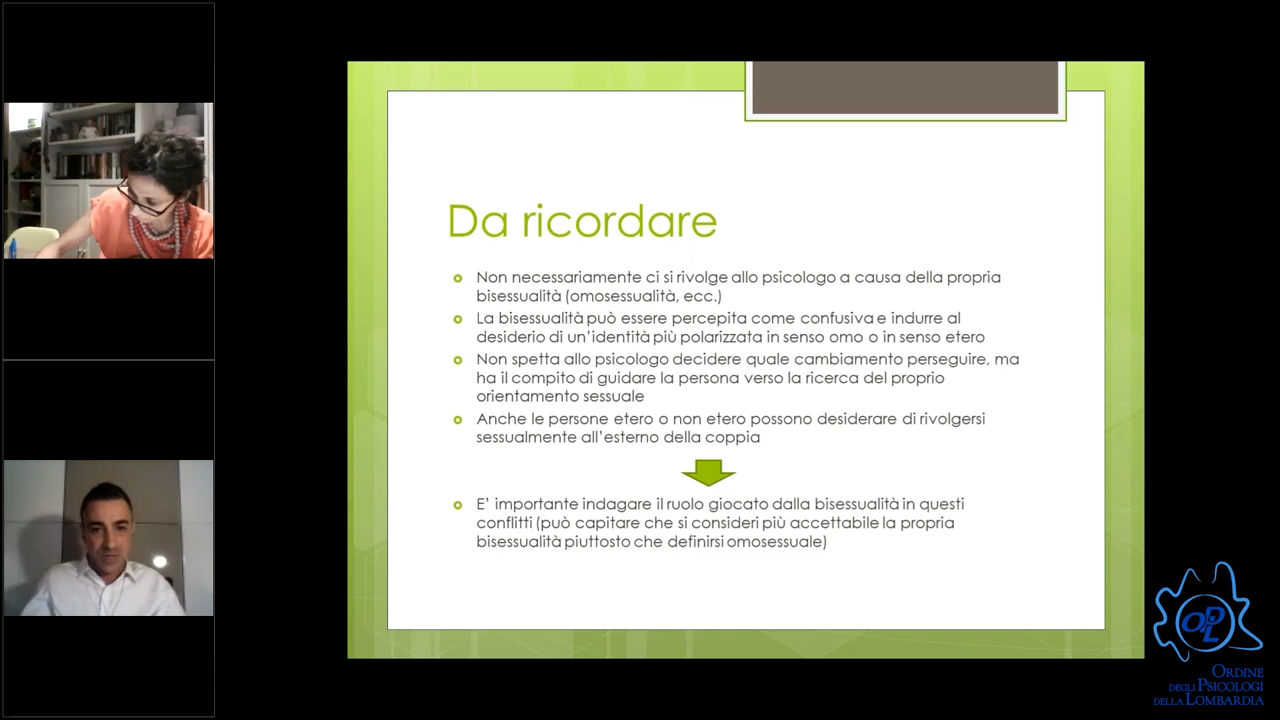 Da ricordare
Non necessariamente ci si rivolge allo psicologo a causa della propria
bisessualità (omosessualità, ecc.)
La bisessualità può essere percepita come confusiva e indurre al
desiderio di un'identità più polarizzata in senso omo o in senso etero
Non spetta allo psicologo decidere quale cambiamento perseguire, ma
ha il compito di guidare la persona verso la ricerca del proprio
orientamento sessuale
Anche le persone etero o non etero possono desiderare di rivolgersi
sessualmente all'esterno della coppia
E' importante indagare il ruolo giocato dalla bisessualità in questi
conflitti (può capitare che si consideri più accettabile la propria
bisessualità piuttosto che definirsi omosessuale)
OPL
ORDINE
DEGLI PSICOLOGI
DELLA LOMBARDIA